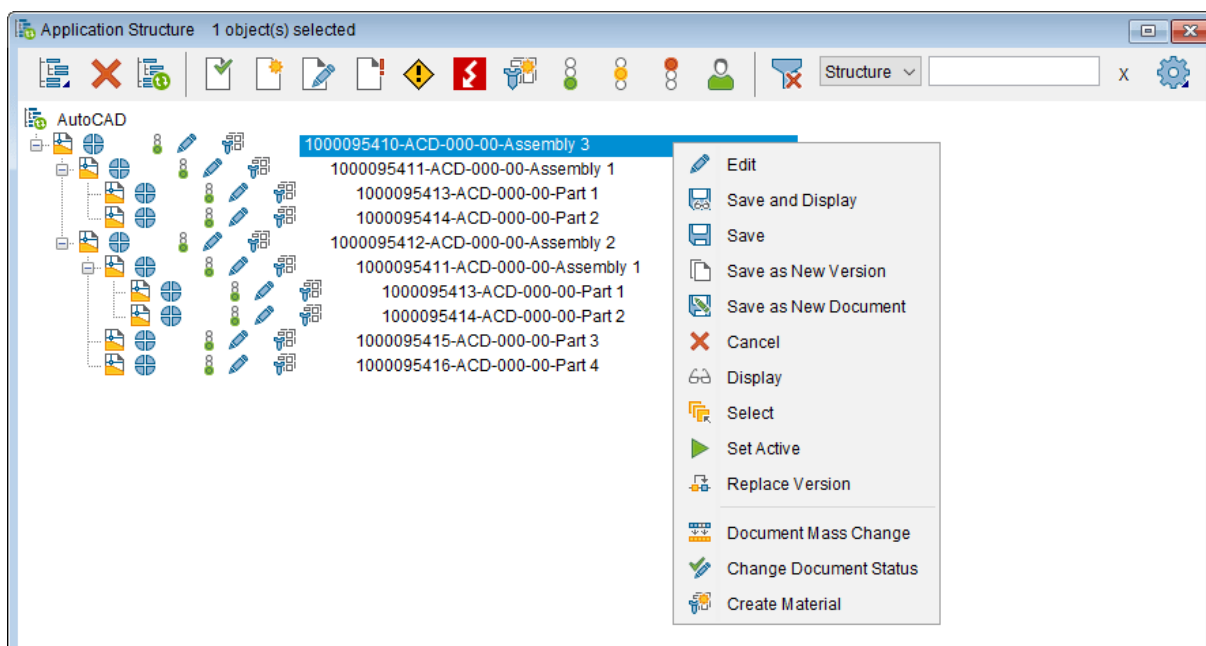 Application Structure 1 object(s) selected
Structure x
AutoCAD
1000095410-ACD-000-00-Assembly 3
1000095411-ACD-000-00-Assembly 1
1000095413-ACD-000-00-Part 1
1000095414-ACD-000-00-Part 2
1000095412-ACD-000-00-Assembly 2
1000095411-ACD-000-00-Assembly 1
1000095413-ACD-000-00-Part 1
1000095414-ACD-000-00-Part 2
1000095415-ACD-000-00-Part 3
1000095416-ACD-000-00-Part 4
Edit
Save and Display
Save
Save as New Version
Save as New Document
Cancel
Display
Select
Set Active
Replace Version
Document Mass Change
Change Document Status
Create Material